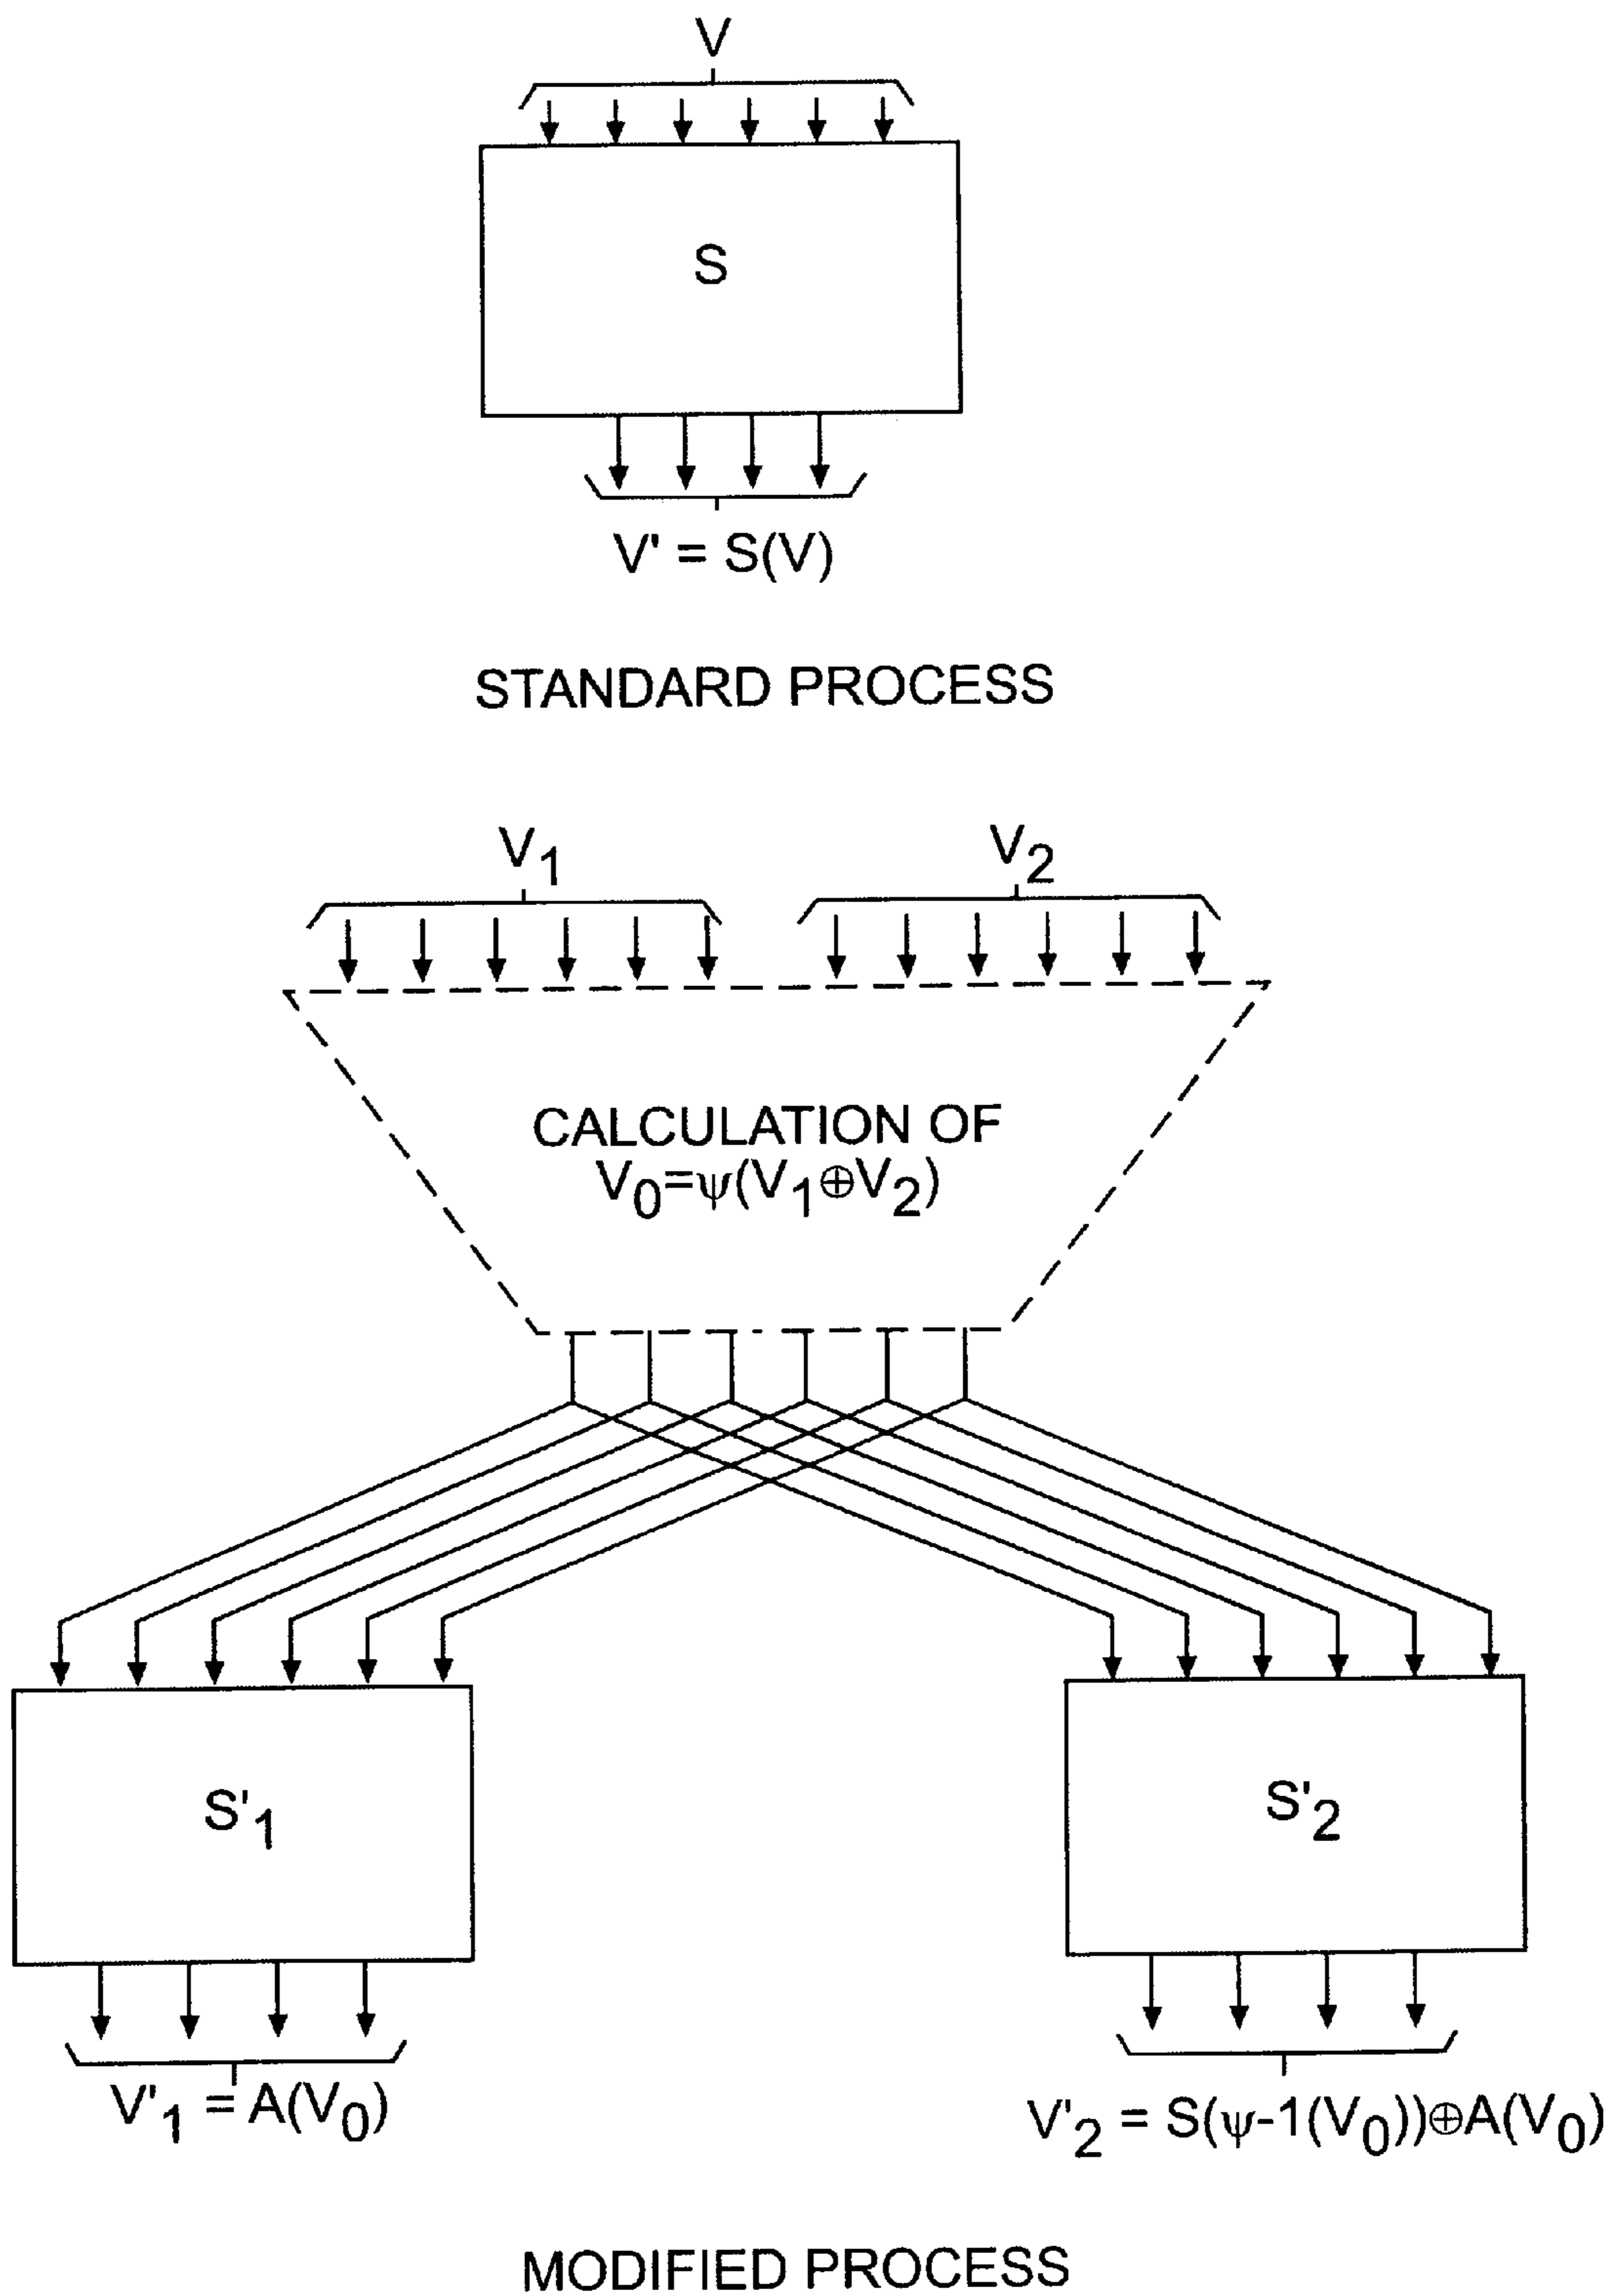 V
S
V' = S(V)
STANDARD PROCESS
V₁ V₂
CALCULATION OF
V₀=ψ(V₁⊕V₂)
S'₁ S'₂
V'₁ = A(V₀) V'₂ = S(ψ-1(V₀))⊕A(V₀)
MODIFIED PROCESS